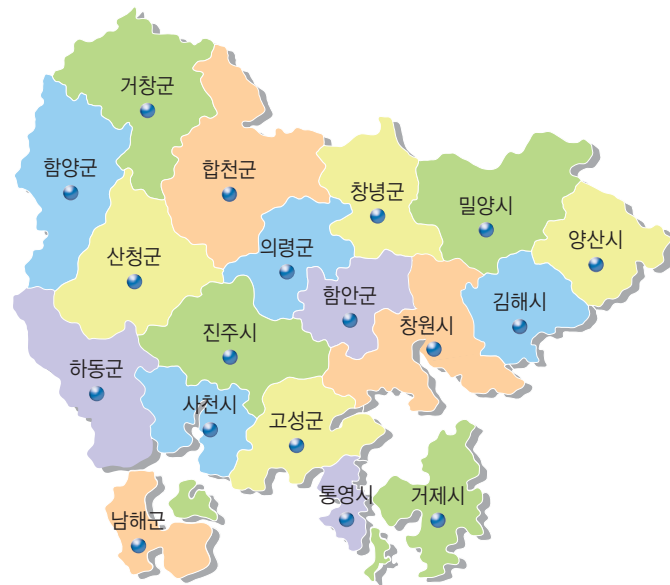 거창군
함양군
합천군
창녕군
밀양시
양산시
산청군
의령군
함안군
김해시
진주시
창원시
하동군
사천시
고성군
통영시
거제시
남해군